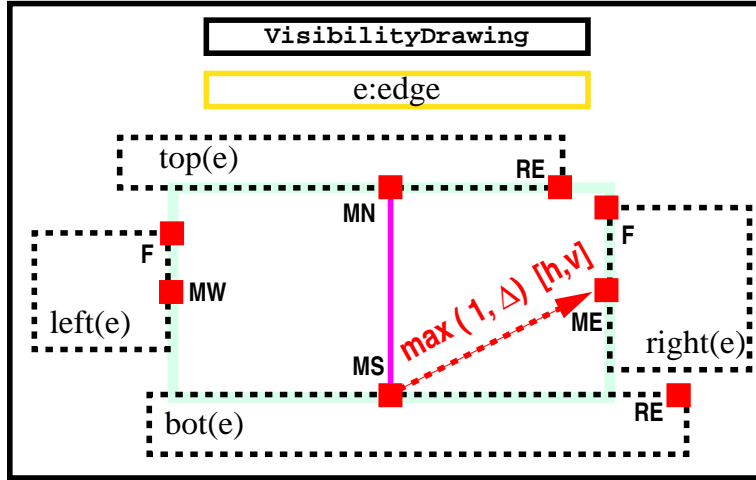 VisibilityDrawing
e:edge
top(e)
RE
MN
F
F
MW
max ( 1, Δ ) [h,v]
left(e)
ME
right(e)
MS
RE
bot(e)